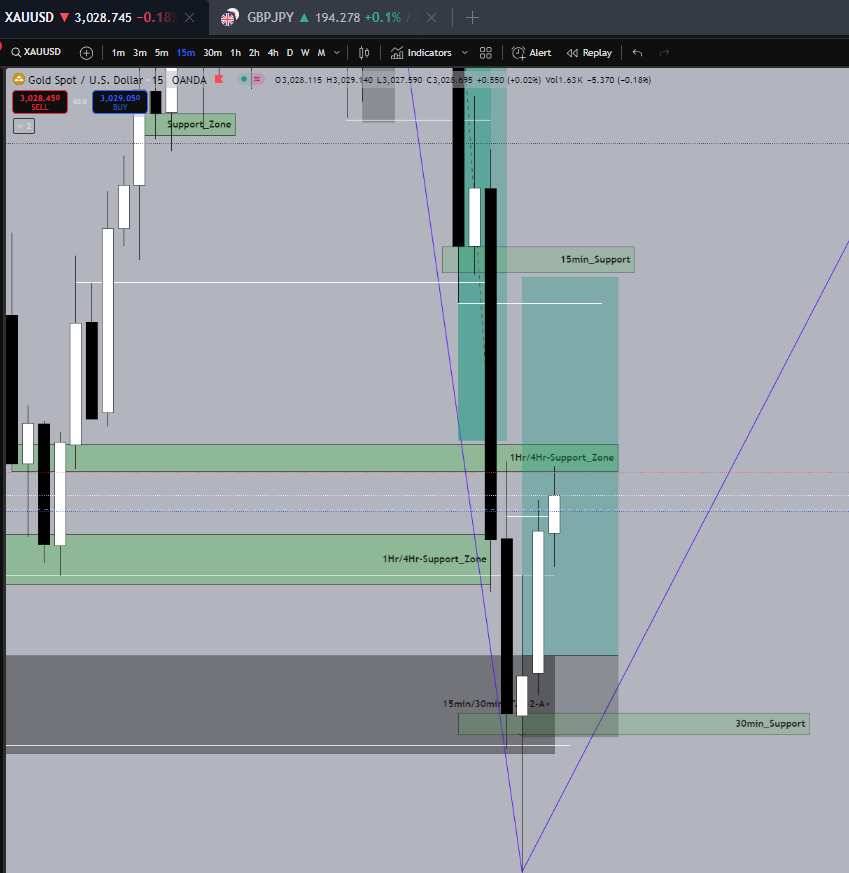 XAUUSD ▼ 3,028.745 −0.18% GBPJPY ▲ 194.278 +0.1%
XAUUSD 1m 3m 5m 15m 30m 1h 2h 4h D W M Indicators Alert Replay
Gold Spot / U.S. Dollar · 15 · OANDA O3,028.115 H3,029.140 L3,027.590 C3,028.695 +0.550 (+0.02%) Vol1.63K −5.370 (−0.18%)
3,028.450 60.0 3,029.050
SELL BUY
2
Support_Zone
15min_Support
1Hr/4Hr-Support_Zone
1Hr/4Hr-Support_Zone
15min/30min 2-A+
30min_Support